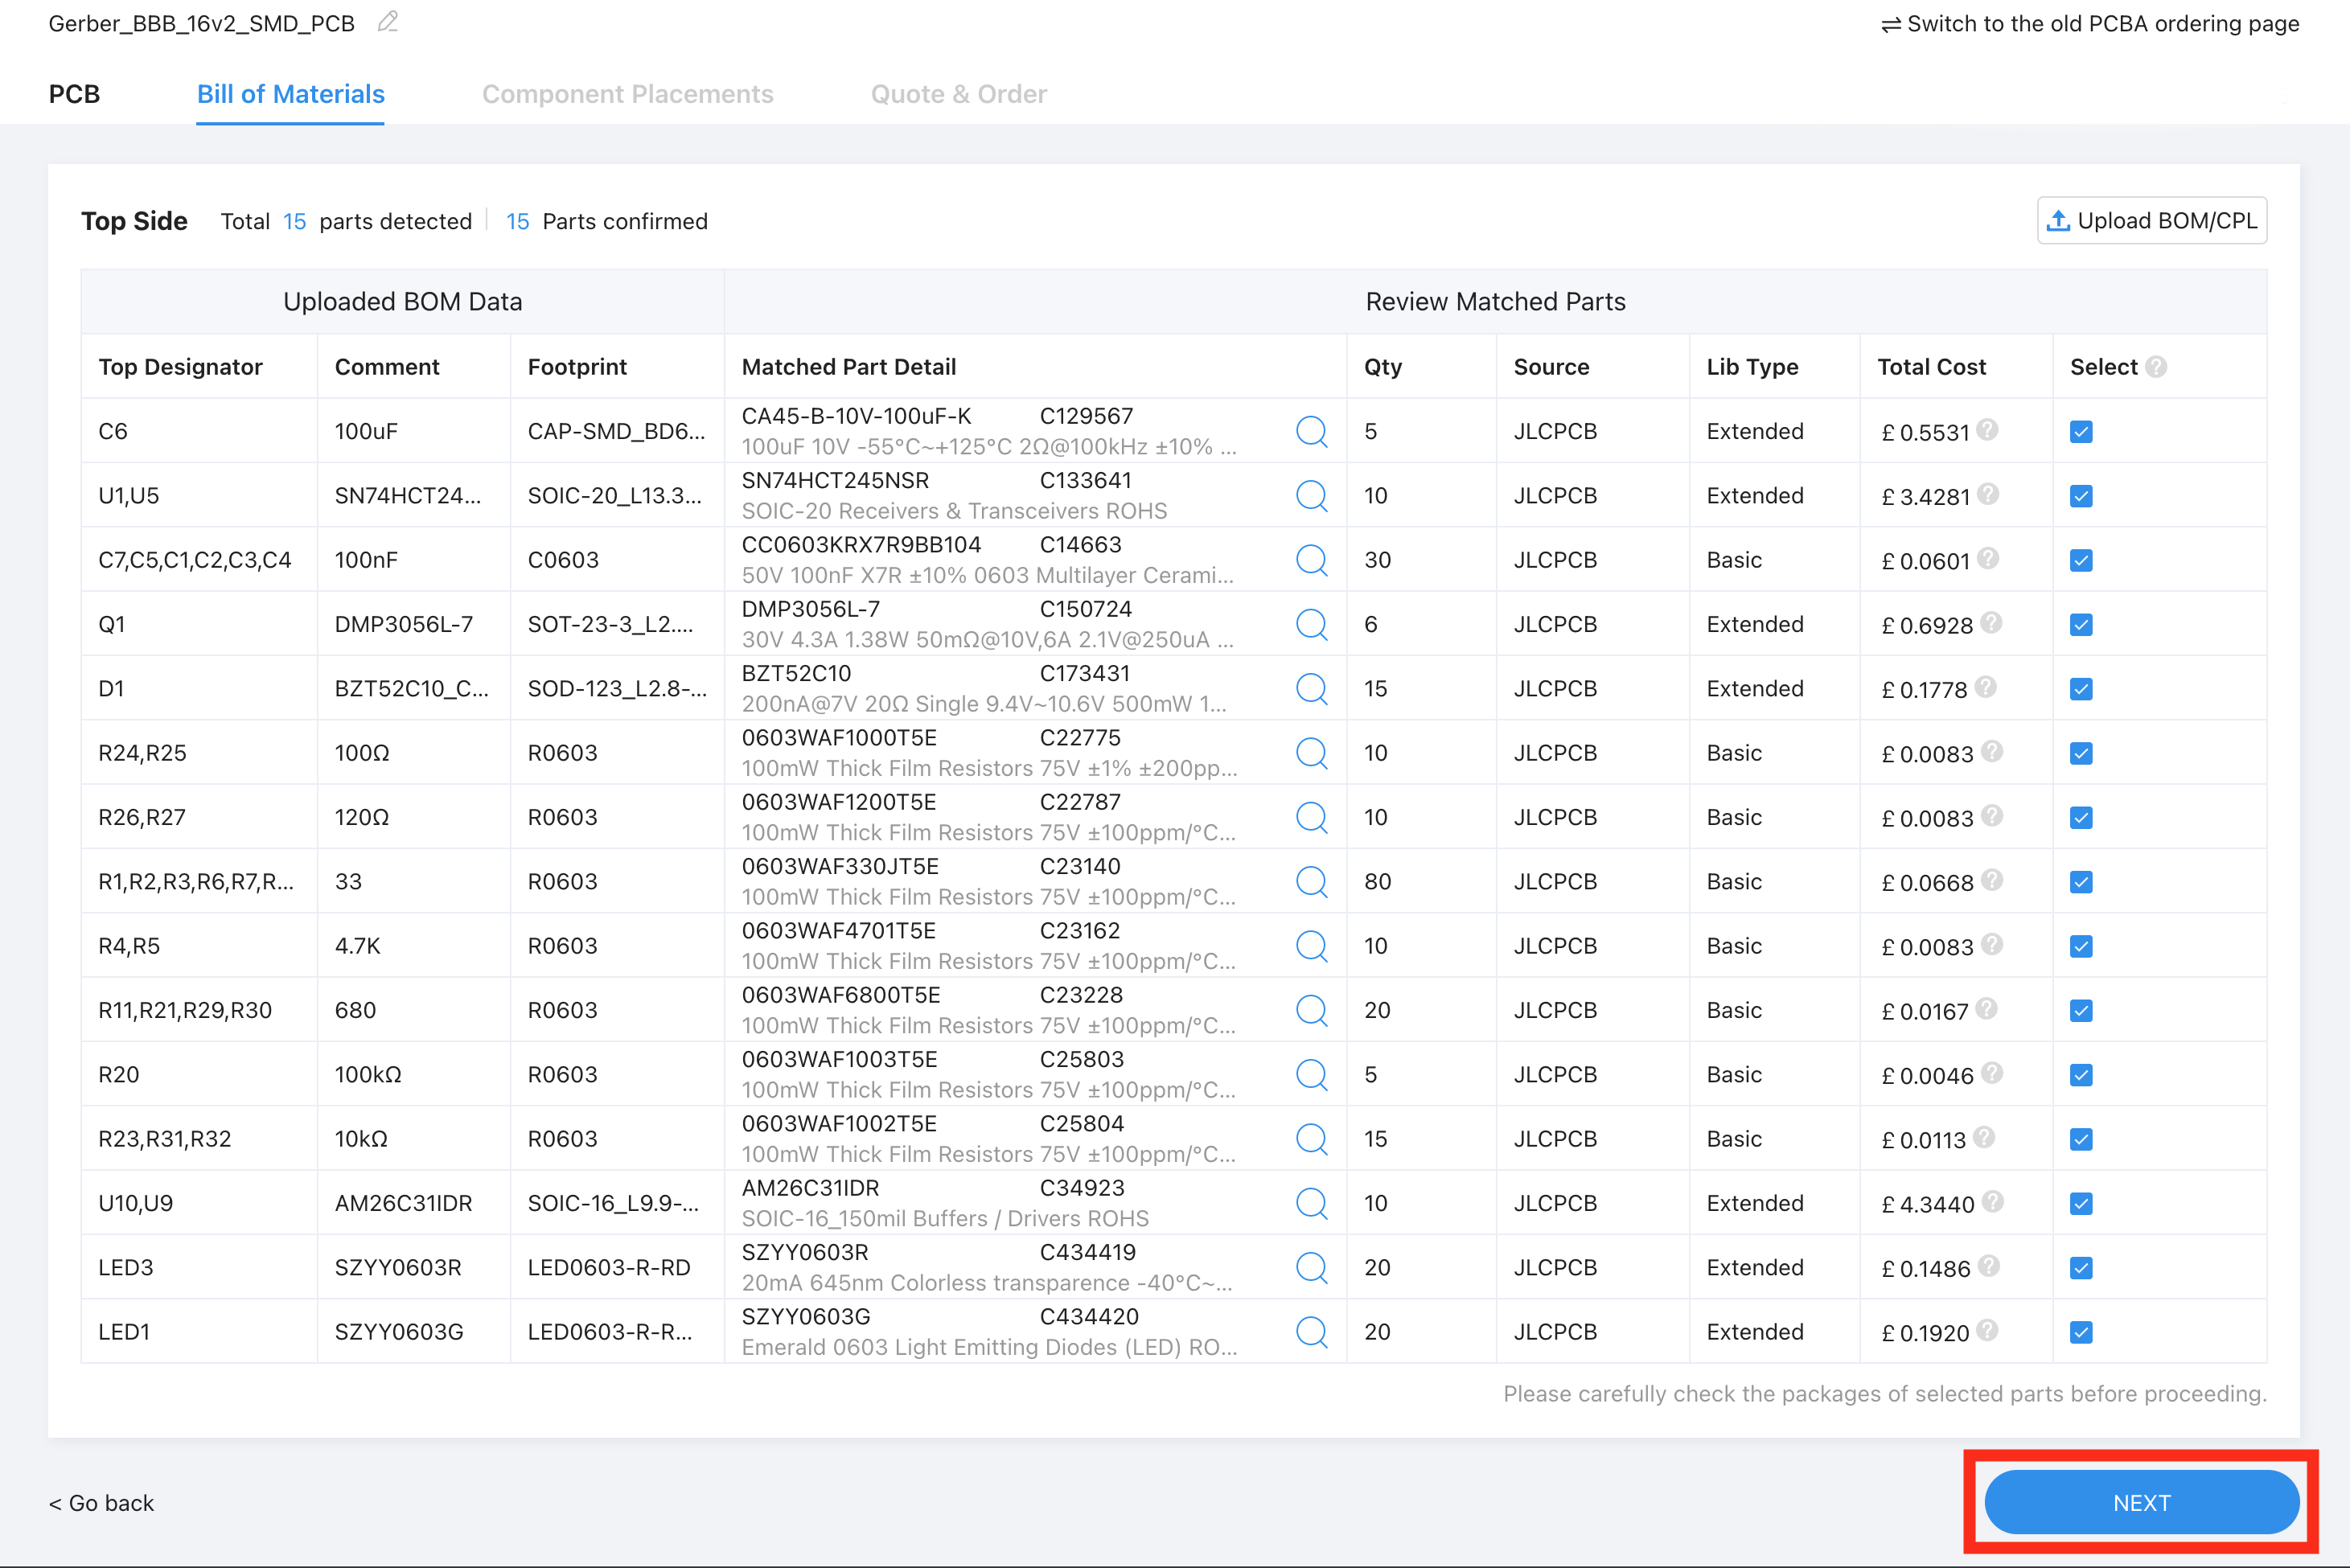 Gerber_BBB_16v2_SMD_PCB
⇌ Switch to the old PCBA ordering page
PCB Bill of Materials Component Placements Quote & Order
Top Side Total 15 parts detected 15 Parts confirmed
Upload BOM/CPL
Uploaded BOM Data Review Matched Parts
Top Designator Comment Footprint Matched Part Detail Qty Source Lib Type Total Cost Select ?
C6 100uF CAP-SMD_BD6... CA45-B-10V-100uF-K C129567 5 JLCPCB Extended £ 0.5531 ?
100uF 10V -55°C~+125°C 2Ω@100kHz ±10% ...
U1,U5 SN74HCT24... SOIC-20_L13.3... SN74HCT245NSR C133641 10 JLCPCB Extended £ 3.4281 ?
SOIC-20 Receivers & Transceivers ROHS
C7,C5,C1,C2,C3,C4 100nF C0603 CC0603KRX7R9BB104 C14663 30 JLCPCB Basic £ 0.0601 ?
50V 100nF X7R ±10% 0603 Multilayer Cerami...
Q1 DMP3056L-7 SOT-23-3_L2.... DMP3056L-7 C150724 6 JLCPCB Extended £ 0.6928 ?
30V 4.3A 1.38W 50mΩ@10V,6A 2.1V@250uA ...
D1 BZT52C10_C... SOD-123_L2.8-... BZT52C10 C173431 15 JLCPCB Extended £ 0.1778 ?
200nA@7V 20Ω Single 9.4V~10.6V 500mW 1...
R24,R25 100Ω R0603 0603WAF1000T5E C22775 10 JLCPCB Basic £ 0.0083 ?
100mW Thick Film Resistors 75V ±1% ±200pp...
R26,R27 120Ω R0603 0603WAF1200T5E C22787 10 JLCPCB Basic £ 0.0083 ?
100mW Thick Film Resistors 75V ±100ppm/°C...
R1,R2,R3,R6,R7,R... 33 R0603 0603WAF330JT5E C23140 80 JLCPCB Basic £ 0.0668 ?
100mW Thick Film Resistors 75V ±100ppm/°C...
R4,R5 4.7K R0603 0603WAF4701T5E C23162 10 JLCPCB Basic £ 0.0083 ?
100mW Thick Film Resistors 75V ±100ppm/°C...
R11,R21,R29,R30 680 R0603 0603WAF6800T5E C23228 20 JLCPCB Basic £ 0.0167 ?
100mW Thick Film Resistors 75V ±100ppm/°C...
R20 100kΩ R0603 0603WAF1003T5E C25803 5 JLCPCB Basic £ 0.0046 ?
100mW Thick Film Resistors 75V ±100ppm/°C...
R23,R31,R32 10kΩ R0603 0603WAF1002T5E C25804 15 JLCPCB Basic £ 0.0113 ?
100mW Thick Film Resistors 75V ±100ppm/°C...
U10,U9 AM26C31IDR SOIC-16_L9.9-... AM26C31IDR C34923 10 JLCPCB Extended £ 4.3440 ?
SOIC-16_150mil Buffers / Drivers ROHS
LED3 SZYY0603R LED0603-R-RD SZYY0603R C434419 20 JLCPCB Extended £ 0.1486 ?
20mA 645nm Colorless transparence -40°C~...
LED1 SZYY0603G LED0603-R-R... SZYY0603G C434420 20 JLCPCB Extended £ 0.1920 ?
Emerald 0603 Light Emitting Diodes (LED) RO...
Please carefully check the packages of selected parts before proceeding.
< Go back
NEXT